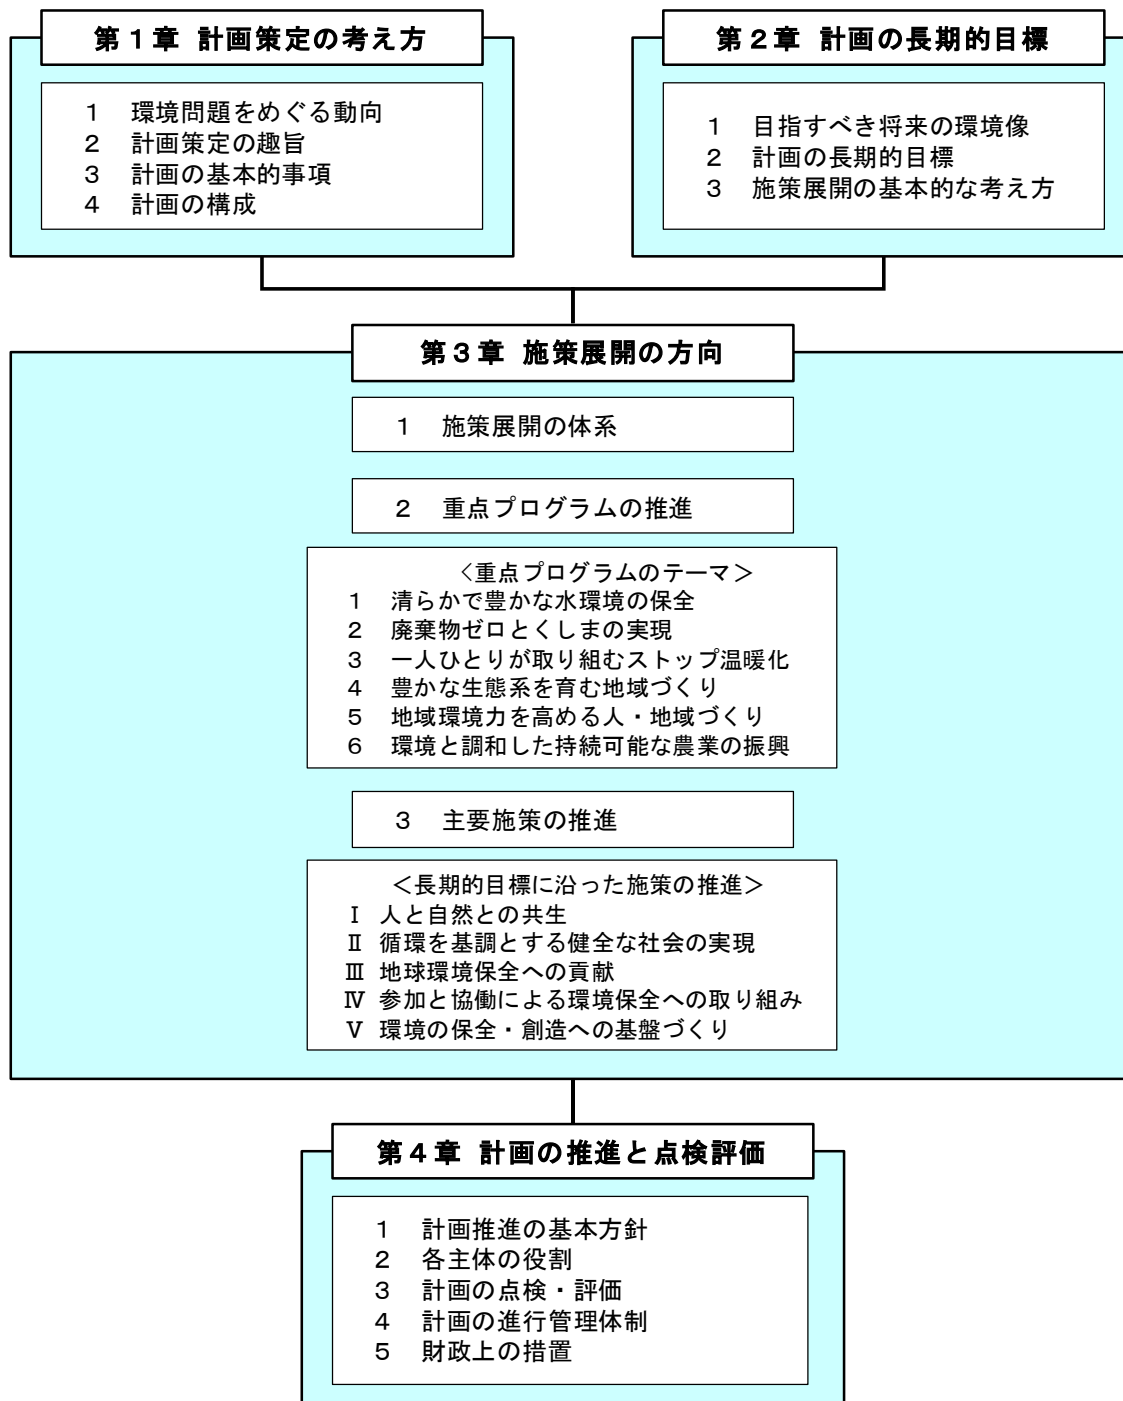 第１章 計画策定の考え方
１ 環境問題をめぐる動向
２ 計画策定の趣旨
３ 計画の基本的事項
４ 計画の構成
第２章 計画の長期的目標
１ 目指すべき将来の環境像
２ 計画の長期的目標
３ 施策展開の基本的な考え方
第３章 施策展開の方向
１ 施策展開の体系
２ 重点プログラムの推進
＜重点プログラムのテーマ＞
１ 清らかで豊かな水環境の保全
２ 廃棄物ゼロとくしまの実現
３ 一人ひとりが取り組むストップ温暖化
４ 豊かな生態系を育む地域づくり
５ 地域環境力を高める人・地域づくり
６ 環境と調和した持続可能な農業の振興
３ 主要施策の推進
＜長期的目標に沿った施策の推進＞
Ⅰ 人と自然との共生
Ⅱ 循環を基調とする健全な社会の実現
Ⅲ 地球環境保全への貢献
Ⅳ 参加と協働による環境保全への取り組み
Ⅴ 環境の保全・創造への基盤づくり
第４章 計画の推進と点検評価
１ 計画推進の基本方針
２ 各主体の役割
３ 計画の点検・評価
４ 計画の進行管理体制
５ 財政上の措置